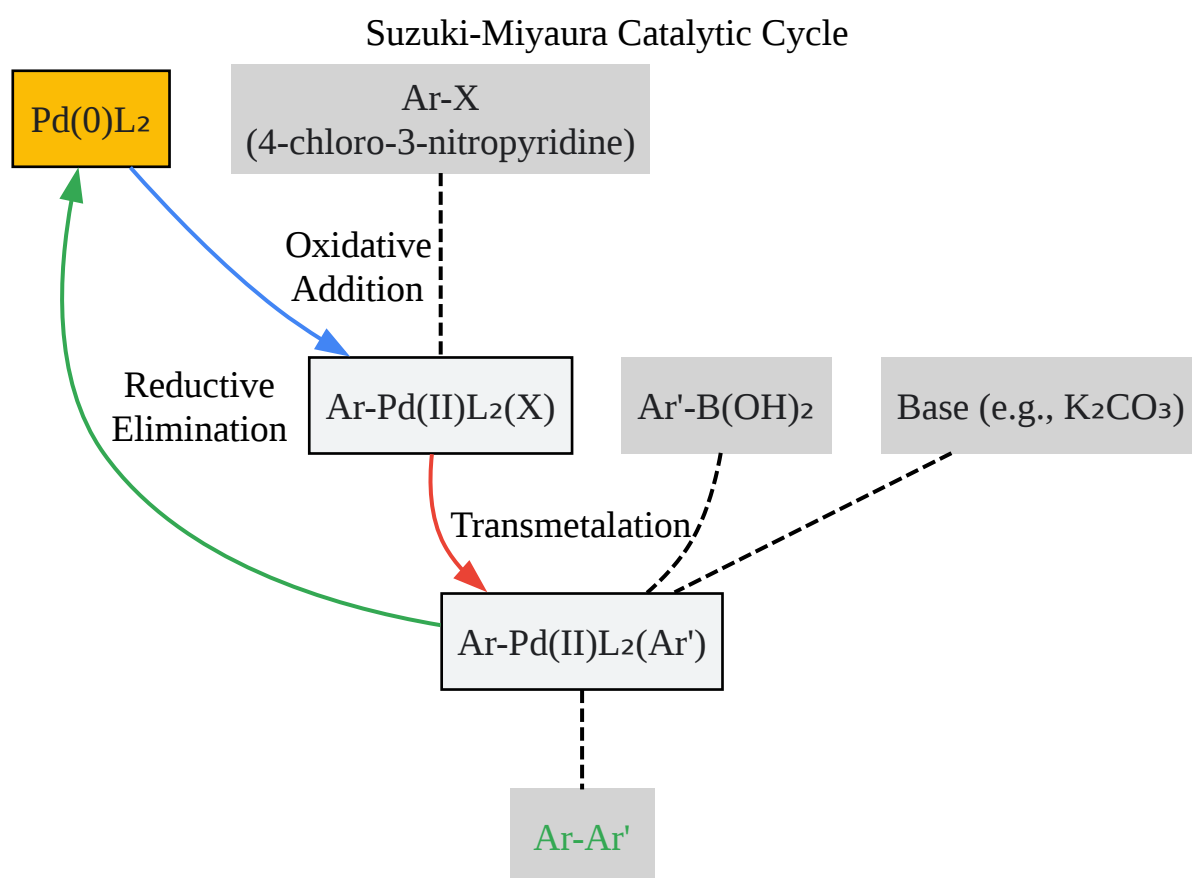 Suzuki-Miyaura Catalytic Cycle
Pd(0)L₂
Ar-X
(4-chloro-3-nitropyridine)
Oxidative
Addition
Reductive
Elimination
Ar-Pd(II)L₂(X)
Ar'-B(OH)₂
Base (e.g., K₂CO₃)
Transmetalation
Ar-Pd(II)L₂(Ar')
Ar-Ar'